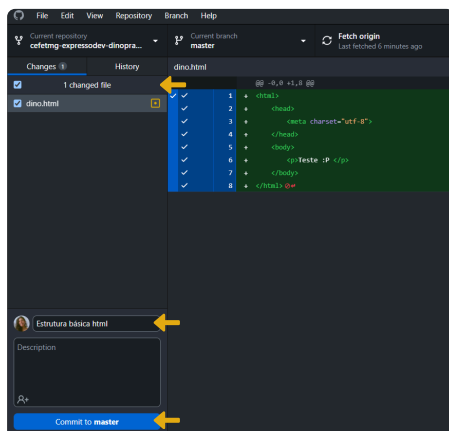 File Edit View Repository Branch Help
Current repository
cefetmg-expressodev-dinopra...
Current branch
master
Fetch origin
Last fetched 6 minutes ago
Changes 1 History
dino.html
1 changed file
@@ -0,0 +1,8 @@
dino.html
1 + <html>
2 + <head>
3 + <meta charset="utf-8">
4 + </head>
5 + <body>
6 + <p>Teste :P </p>
7 + </body>
8 + </html>
Estrutura básica html
Description
Commit to master